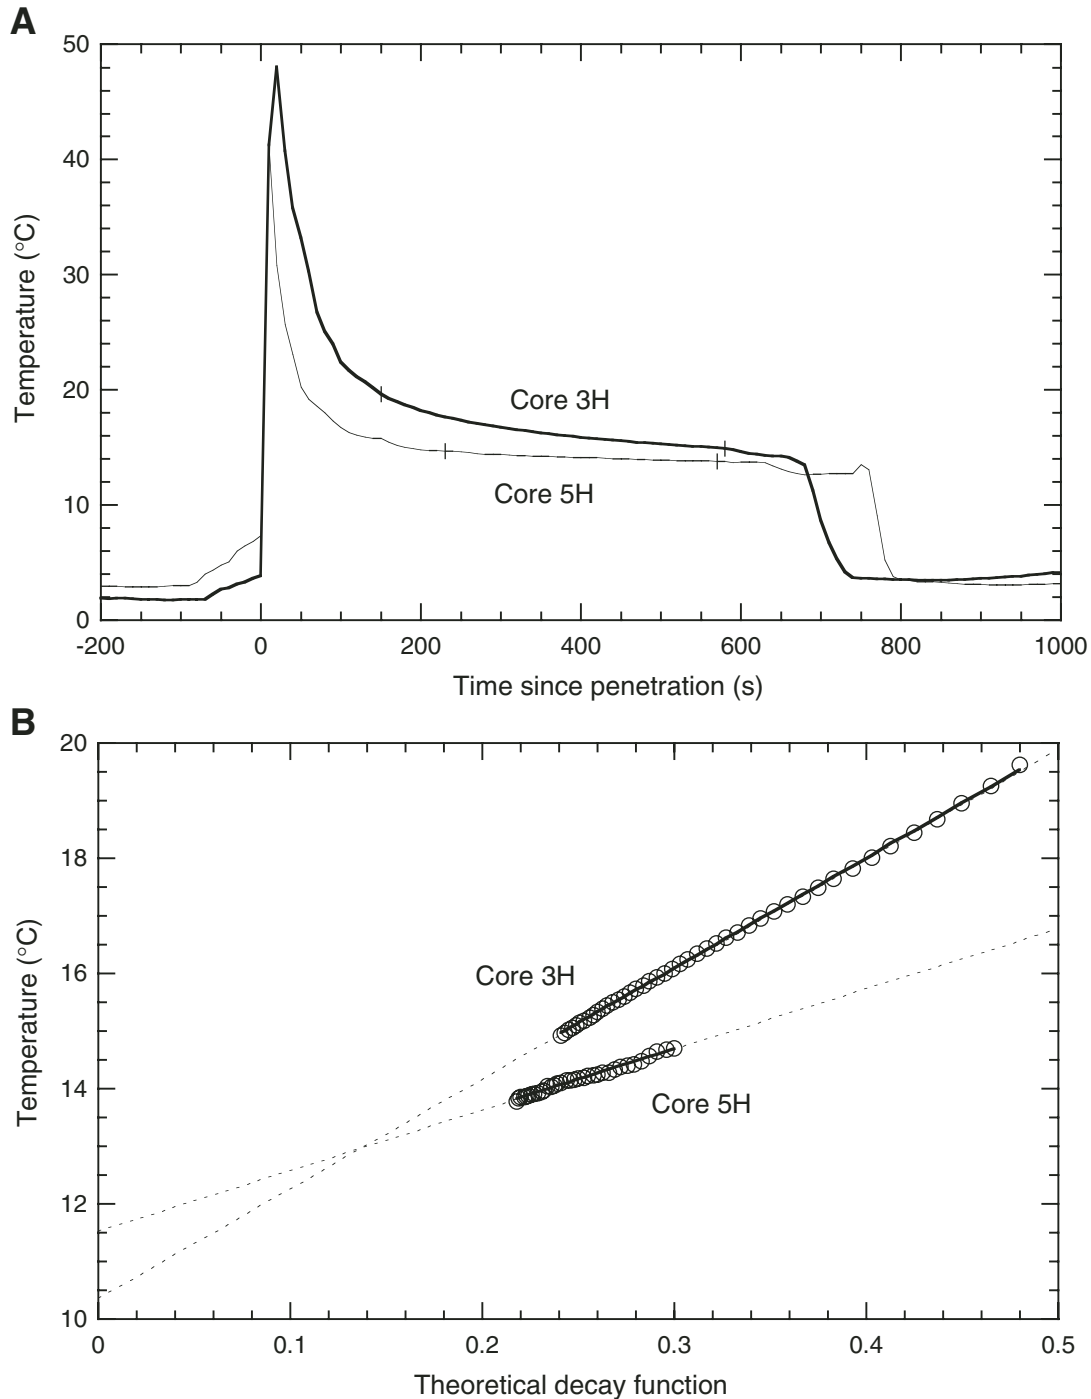 A
50
40
30
20
10
0
Temperature (°C)
Core 3H
Core 5H
-200 0 200 400 600 800 1000
Time since penetration (s)
B
20
18
16
14
12
10
Temperature (°C)
Core 3H
Core 5H
0 0.1 0.2 0.3 0.4 0.5
Theoretical decay function